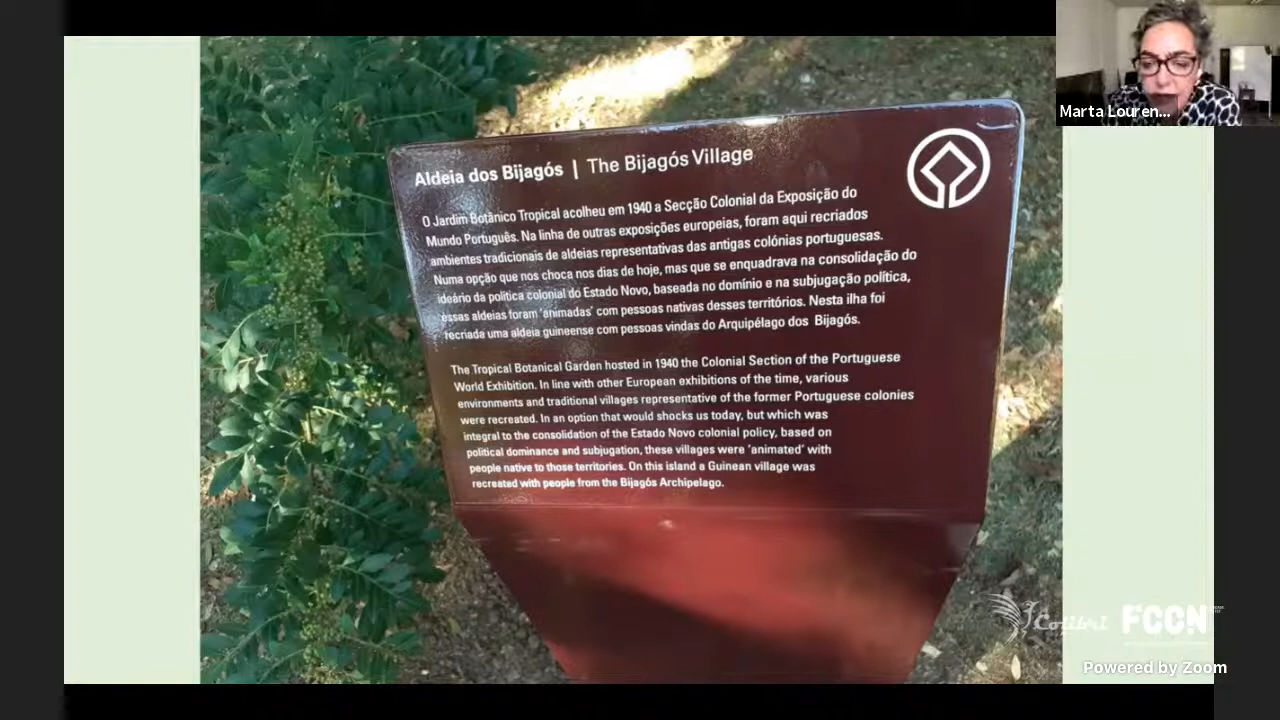 Aldeia dos Bijagós | The Bijagós Village
O Jardim Botânico Tropical acolheu em 1940 a Secção Colonial da Exposição do
Mundo Português. Na linha de outras exposições europeias, foram aqui recriados
ambientes tradicionais de aldeias representativas das antigas colónias portuguesas.
Numa opção que nos choca nos dias de hoje, mas que se enquadrava na consolidação do
ideário da política colonial do Estado Novo, baseada no domínio e na subjugação política,
essas aldeias foram 'animadas' com pessoas nativas desses territórios. Nesta ilha foi
recriada uma aldeia guineense com pessoas vindas do Arquipélago dos Bijagós.
The Tropical Botanical Garden hosted in 1940 the Colonial Section of the Portuguese
World Exhibition. In line with other European exhibitions of the time, various
environments and traditional villages representative of the former Portuguese colonies
were recreated. In an option that would shocks us today, but which was
integral to the consolidation of the Estado Novo colonial policy, based on
political dominance and subjugation, these villages were 'animated' with
people native to those territories. On this island a Guinean village was
recreated with people from the Bijagós Archipelago.
Marta Louren...
Colibri FCCN
Powered by Zoom